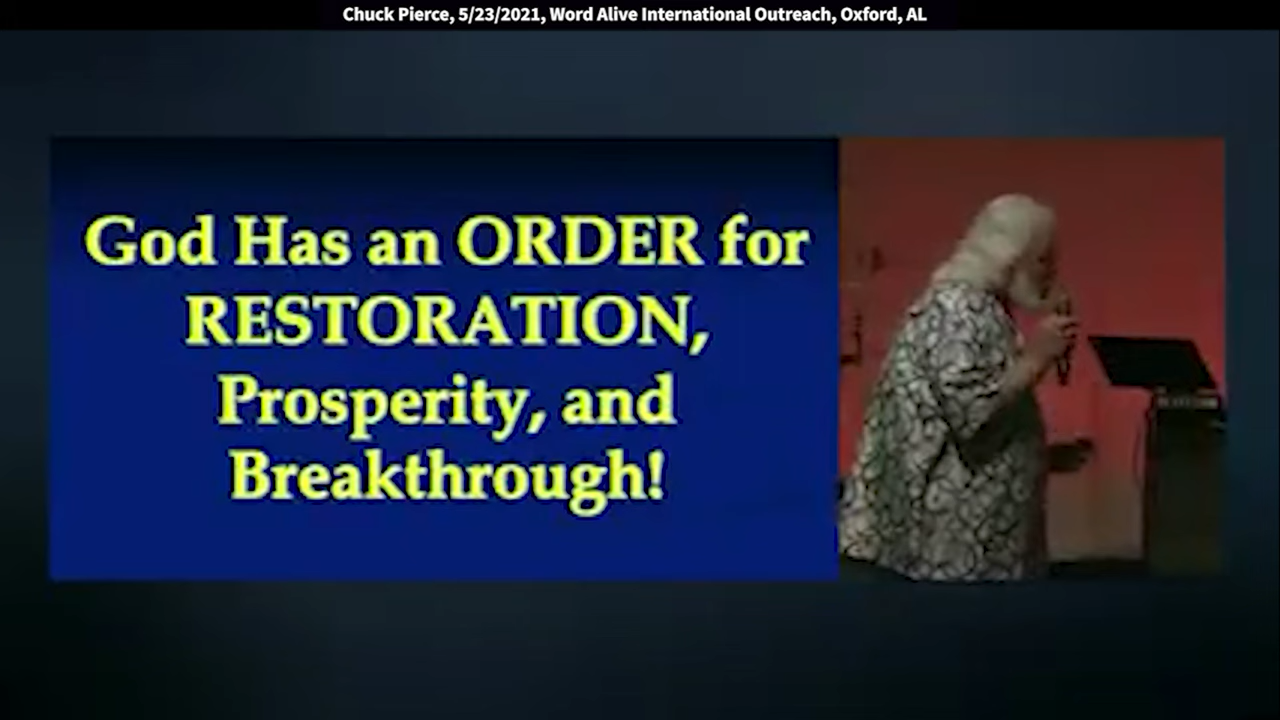 Chuck Pierce, 5/23/2021, Word Alive International Outreach, Oxford, AL
God Has an ORDER for
RESTORATION,
Prosperity, and
Breakthrough!